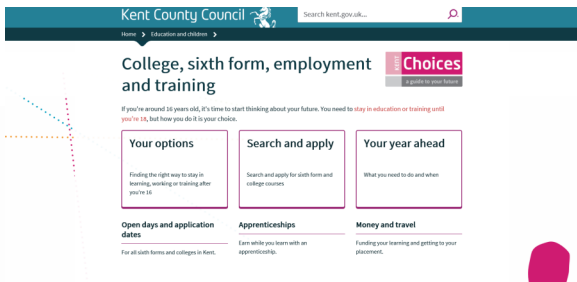 Kent County Council
Search kent.gov.uk...
Home > Education and children >
College, sixth form, employment
and training
KENT
Choices
a guide to your future
If you're around 16 years old, it's time to start thinking about your future. You need to stay in education or training until
you're 18, but how you do it is your choice.
Your options
Finding the right way to stay in
learning, working or training after
you're 16
Search and apply
Search and apply for sixth form and
college courses
Your year ahead
What you need to do and when
Open days and application
dates
For all sixth forms and colleges in Kent.
Apprenticeships
Earn while you learn with an
apprenticeship.
Money and travel
Funding your learning and getting to your
placement.